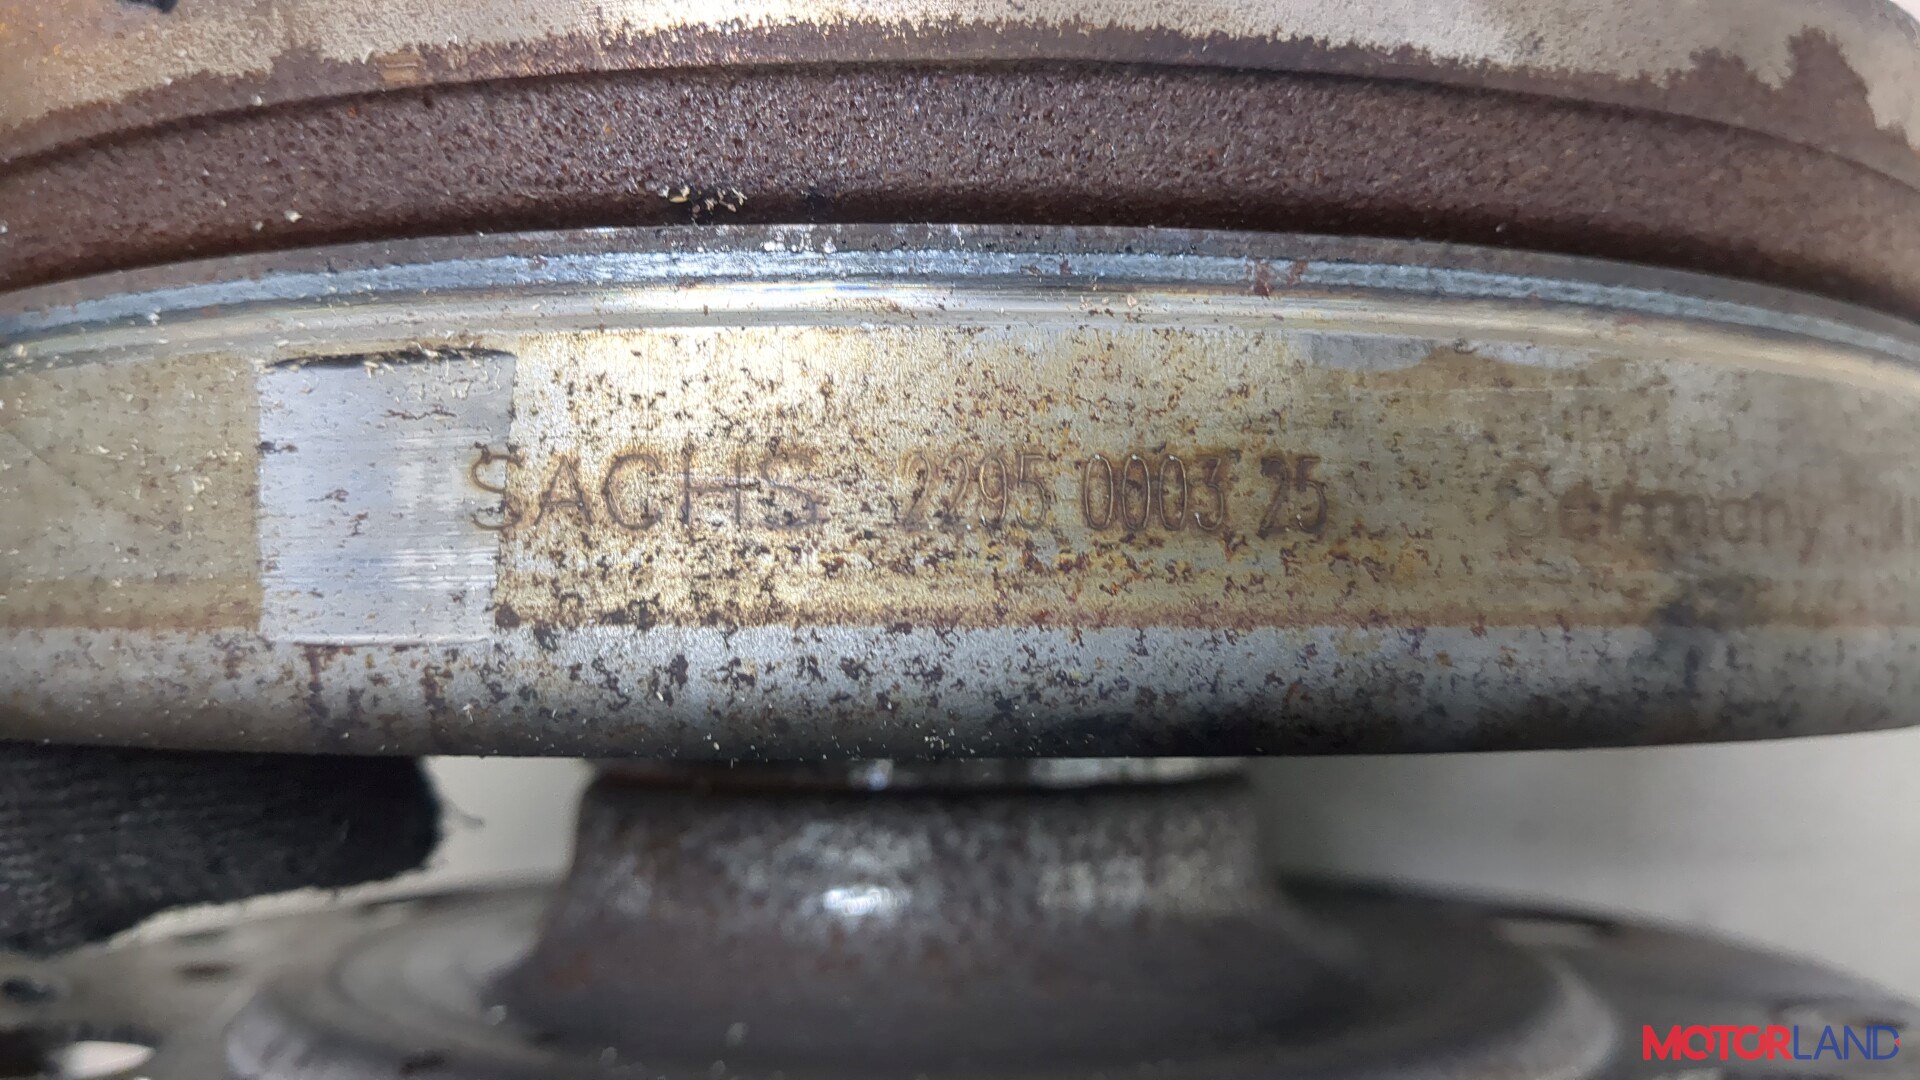 SACHS 2295 0003 25 Germany
MOTORLAND